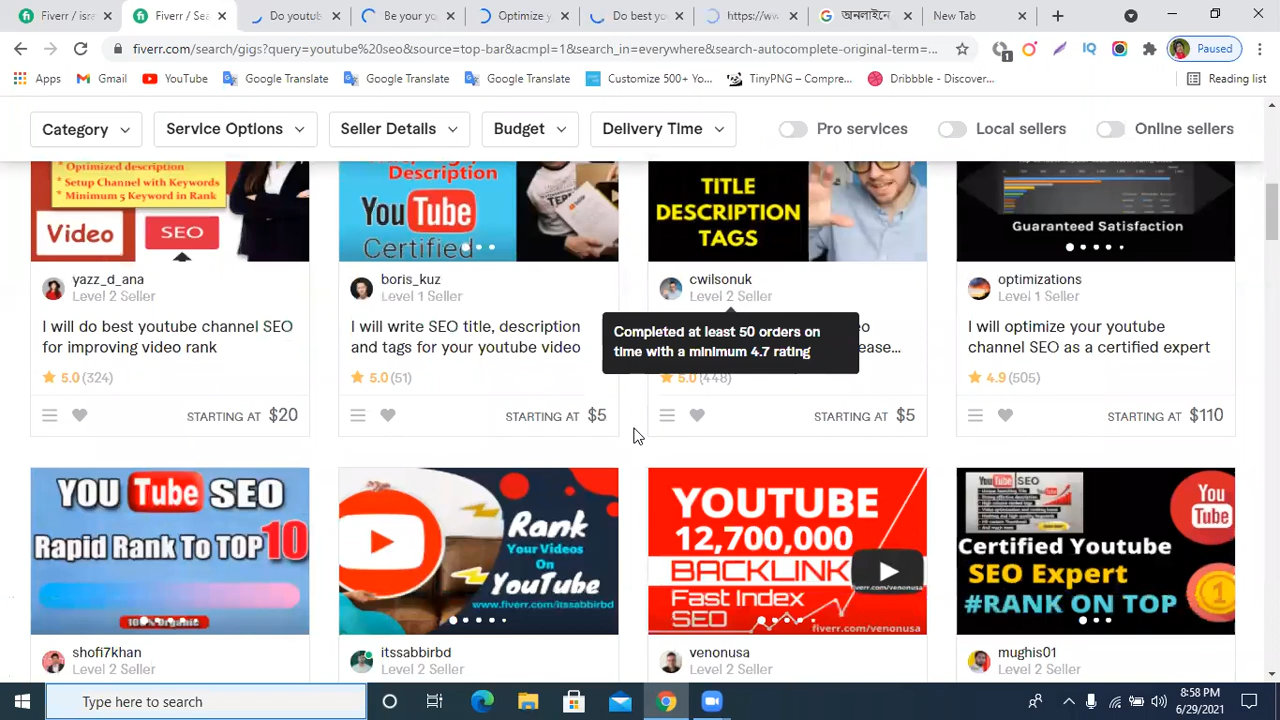 Fiverr / ires
Fiverr / Sea
Do youtub
Be your yo
Optimize y
Do best yo
https://ww
অনলাইনে
New Tab
fiverr.com/search/gigs?query=youtube%20seo&source=top-bar&acmpl=1&search_in=everywhere&search-autocomplete-original-term=...
1
Paused
Apps
Gmail
YouTube
Google Translate
Google Translate
Google Translate
Customize 500+ Yo...
TinyPNG – Compre...
Dribbble - Discover...
Reading list
Category
Service Options
Seller Details
Budget
Delivery Time
Pro services
Local sellers
Online sellers
Optimized description
Setup Channel with Keywords
Minimum 5 Keyword in Rank
Video
SEO
Description
YouTube
Certified
TITLE
DESCRIPTION
TAGS
Guaranteed Satisfaction
yazz_d_ana
Level 2 Seller
boris_kuz
Level 1 Seller
cwilsonuk
Level 2 Seller
optimizations
Level 1 Seller
I will do best youtube channel SEO
for improving video rank
I will write SEO title, description
and tags for your youtube video
Completed at least 50 orders on
time with a minimum 4.7 rating
eo
ease...
I will optimize your youtube
channel SEO as a certified expert
5.0 (324)
5.0 (51)
5.0 (448)
4.9 (505)
STARTING AT $20
STARTING AT $5
STARTING AT $5
STARTING AT $110
YOU Tube SEO
Rapid Rank To TOP 10
100% Organic
Rank
Your Videos
On
YouTube
www.fiverr.com/itssabbirbd
YOUTUBE
12,700,000
BACKLINK
Fast Index
SEO
fiverr.com/venonusa
fiverr.com/venonusa
YouTube SEO
You
Tube
Certified Youtube
SEO Expert
#RANK ON TOP
shofi7khan
Level 2 Seller
itssabbirbd
Level 2 Seller
venonusa
Level 2 Seller
mughis01
Level 2 Seller
Type here to search
8:58 PM
6/29/2021